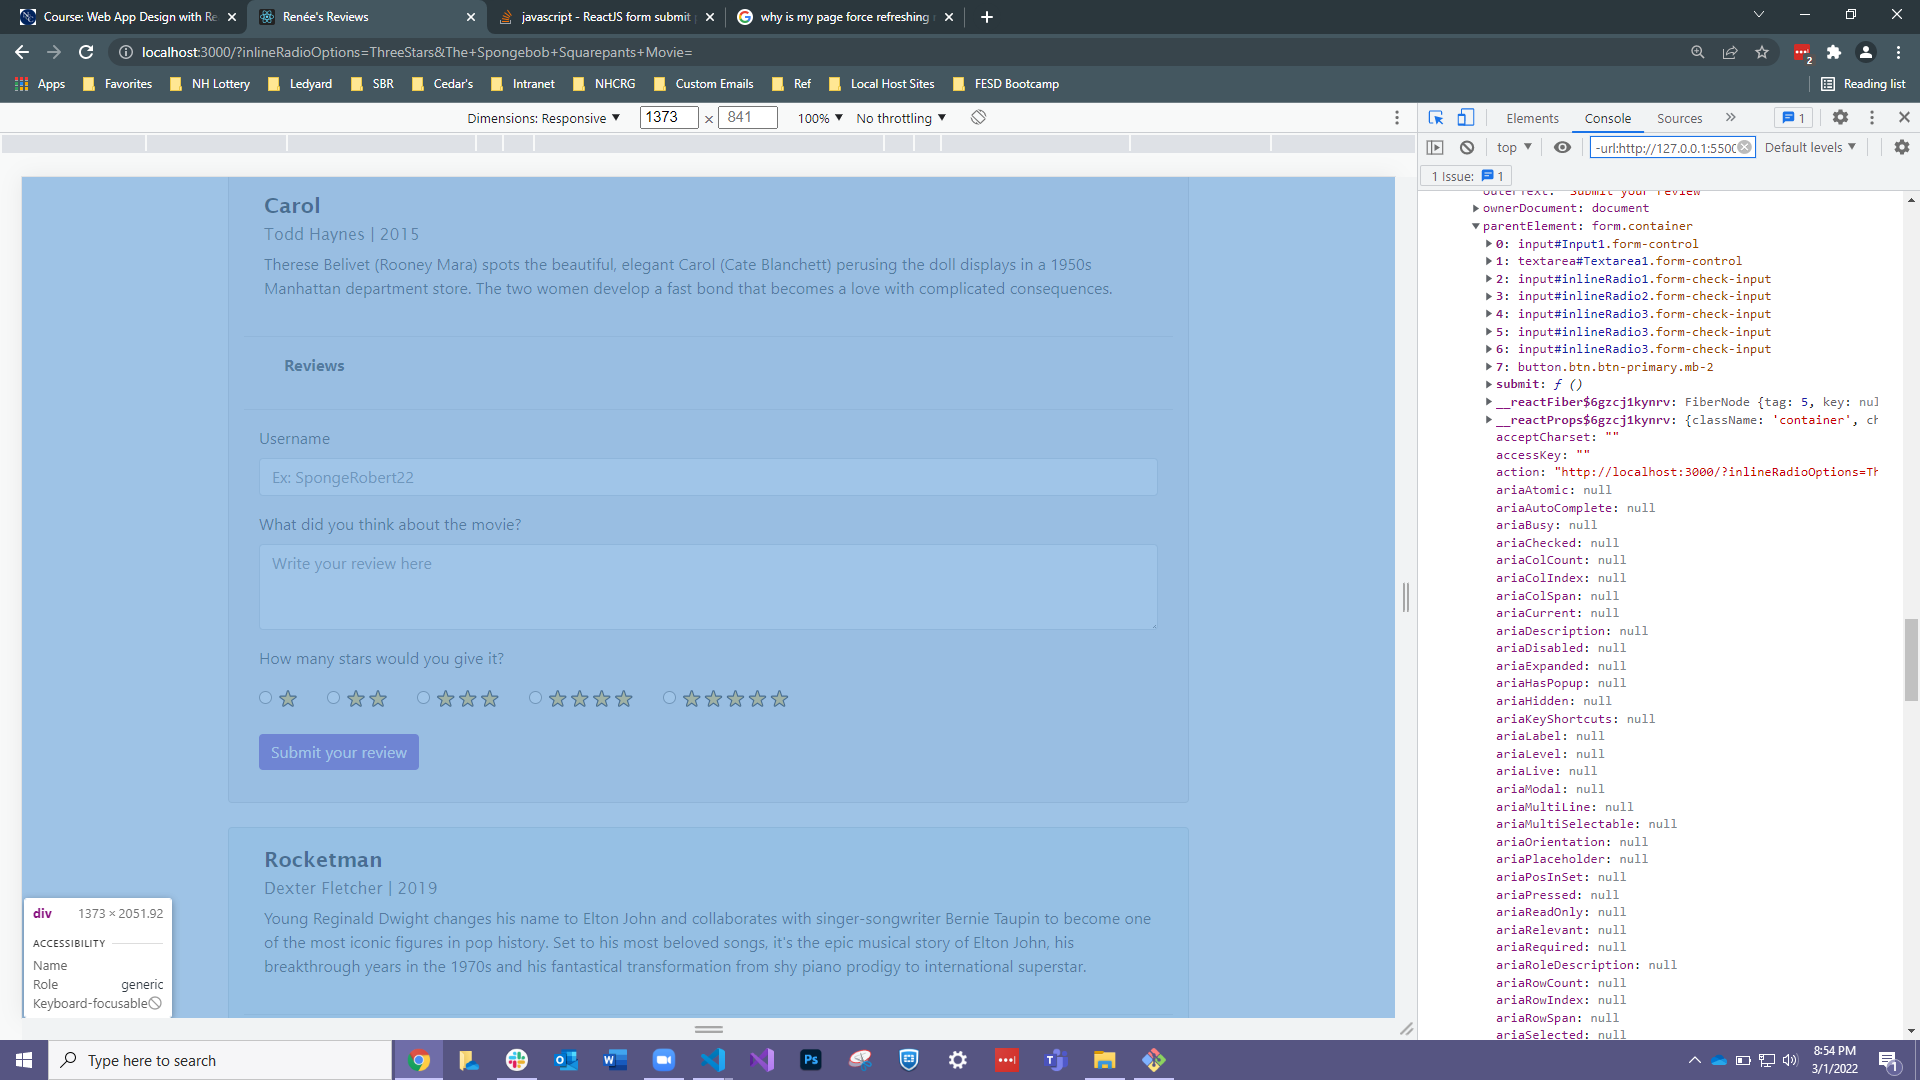 Course: Web App Design with Re
Renée's Reviews
javascript - ReactJS form submit
why is my page force refreshing
localhost:3000/?inlineRadioOptions=ThreeStars&The+Spongebob+Squarepants+Movie=
2
Apps
Favorites
NH Lottery
Ledyard
SBR
Cedar's
Intranet
NHCRG
Custom Emails
Ref
Local Host Sites
FESD Bootcamp
Reading list
Dimensions: Responsive
1373
×
841
100%
No throttling
Elements
Console
Sources
1
top
-url:http://127.0.0.1:5500
Default levels
1 Issue:
1
Carol
Todd Haynes | 2015
Therese Belivet (Rooney Mara) spots the beautiful, elegant Carol (Cate Blanchett) perusing the doll displays in a 1950s
Manhattan department store. The two women develop a fast bond that becomes a love with complicated consequences.
Reviews
Username
Ex: SpongeRobert22
What did you think about the movie?
Write your review here
How many stars would you give it?
Submit your review
Rocketman
Dexter Fletcher | 2019
Young Reginald Dwight changes his name to Elton John and collaborates with singer-songwriter Bernie Taupin to become one
of the most iconic figures in pop history. Set to his most beloved songs, it's the epic musical story of Elton John, his
breakthrough years in the 1970s and his fantastical transformation from shy piano prodigy to international superstar.
div
1373 × 2051.92
ACCESSIBILITY
Name
Role
generic
Keyboard-focusable
outerText: "Submit your review"
ownerDocument: document
parentElement: form.container
0: input#Input1.form-control
1: textarea#Textarea1.form-control
2: input#inlineRadio1.form-check-input
3: input#inlineRadio2.form-check-input
4: input#inlineRadio3.form-check-input
5: input#inlineRadio3.form-check-input
6: input#inlineRadio3.form-check-input
7: button.btn.btn-primary.mb-2
submit: ƒ ()
__reactFiber$6gzcj1kynrv: FiberNode {tag: 5, key: nul
__reactProps$6gzcj1kynrv: {className: 'container', ch
acceptCharset: ""
accessKey: ""
action: "http://localhost:3000/?inlineRadioOptions=Th
ariaAtomic: null
ariaAutoComplete: null
ariaBusy: null
ariaChecked: null
ariaColCount: null
ariaColIndex: null
ariaColSpan: null
ariaCurrent: null
ariaDescription: null
ariaDisabled: null
ariaExpanded: null
ariaHasPopup: null
ariaHidden: null
ariaKeyShortcuts: null
ariaLabel: null
ariaLevel: null
ariaLive: null
ariaModal: null
ariaMultiLine: null
ariaMultiSelectable: null
ariaOrientation: null
ariaPlaceholder: null
ariaPosInSet: null
ariaPressed: null
ariaReadOnly: null
ariaRelevant: null
ariaRequired: null
ariaRoleDescription: null
ariaRowCount: null
ariaRowIndex: null
ariaRowSpan: null
ariaSelected: null
Type here to search
Ps
8:54 PM
3/1/2022
1